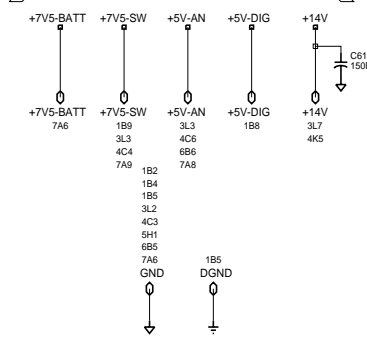 +7V5-BATT +7V5-SW +5V-AN +5V-DIG +14V
C61
+7V5-BATT +7V5-SW +5V-AN +5V-DIG +14V
7A6 1B9 3L3 1B8 3L7
3L3 4C6 4K5
4C4 6B6
7A9 7A8
1B2
1B4
1B5
3L2
4C3
5H1
6B5
7A6 1B5
GND DGND